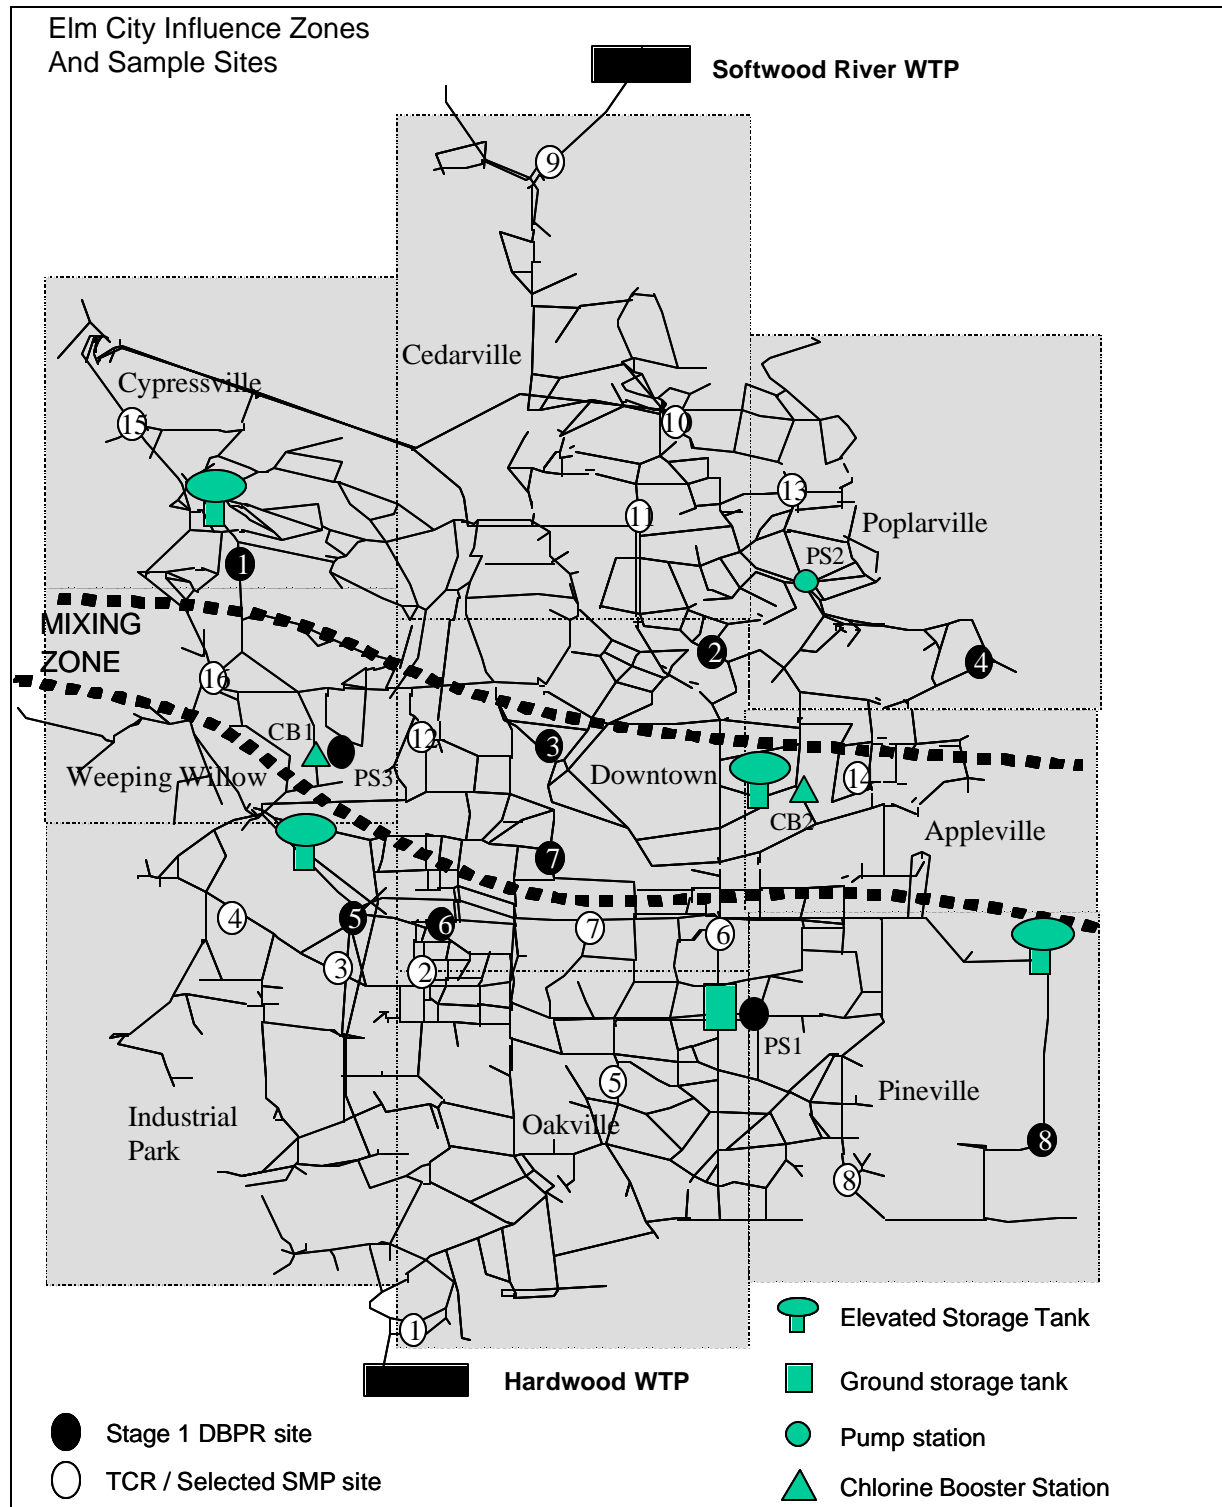 Elm City Influence Zones
And Sample Sites
Softwood River WTP
9
Cedarville
Cypressville
15
10
13
11
Poplarville
PS2
1
MIXING
ZONE
2
4
16
CB1
12
3
PS3
Weeping Willow
Downtown
14
CB2
Appleville
7
4
5
6
7
6
3
2
PS1
5
Pineville
Industrial
Park
Oakville
8
8
1
Hardwood WTP
Elevated Storage Tank
Ground storage tank
Stage 1 DBPR site
Pump station
TCR / Selected SMP site
Chlorine Booster Station